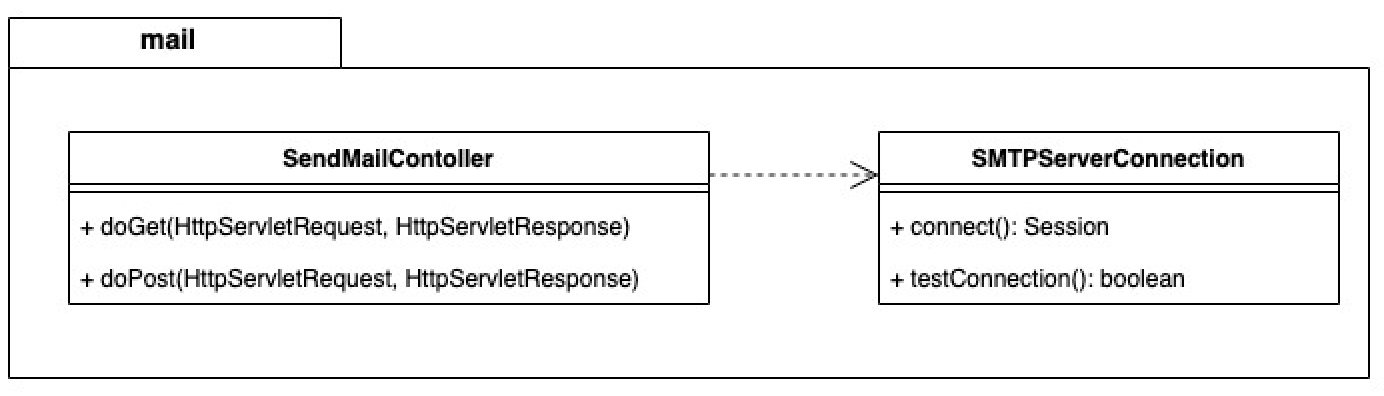 mail
SendMailContoller
+ doGet(HttpServletRequest, HttpServletResponse)
+ doPost(HttpServletRequest, HttpServletResponse)
SMTPServerConnection
+ connect(): Session
+ testConnection(): boolean